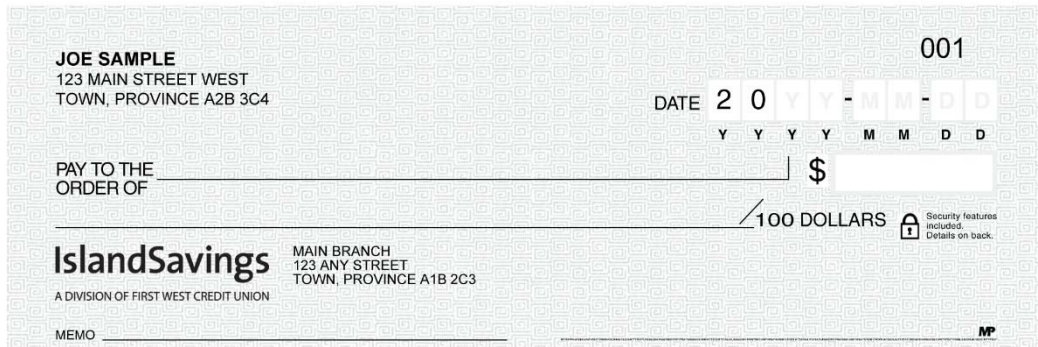 001
JOE SAMPLE
123 MAIN STREET WEST
TOWN, PROVINCE A2B 3C4
DATE 2 0 Y Y - M M - D D
Y Y Y Y M M D D
PAY TO THE
ORDER OF
$
/100 DOLLARS
Security features
included.
Details on back.
IslandSavings
A DIVISION OF FIRST WEST CREDIT UNION
MAIN BRANCH
123 ANY STREET
TOWN, PROVINCE A1B 2C3
MEMO
MP